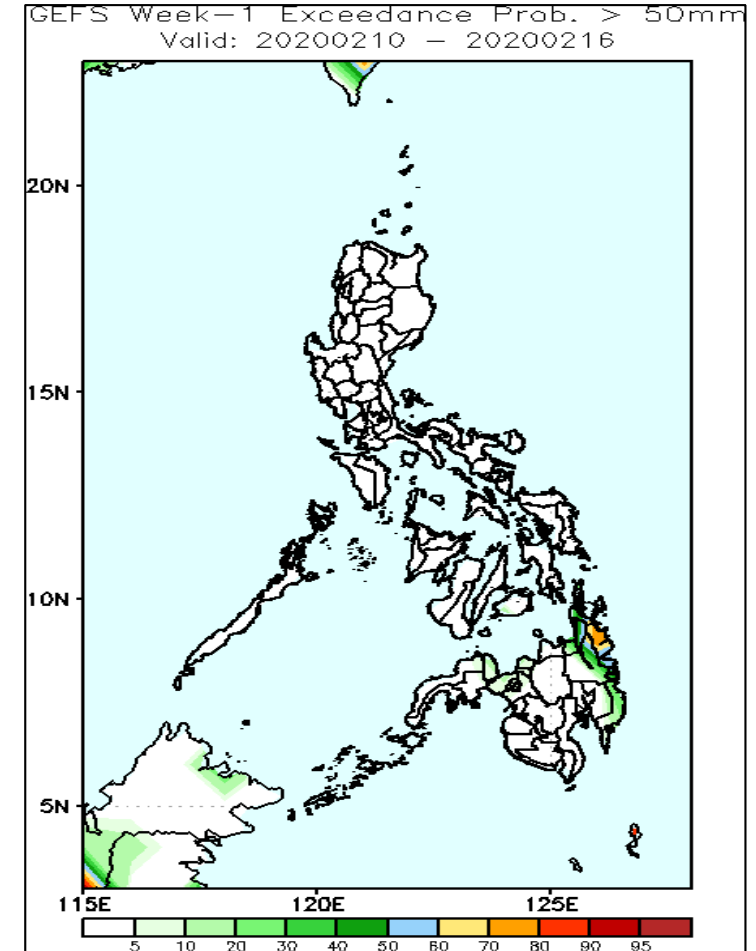 GEFS Week-1 Exceedance Prob. > 50mm
Valid: 20200210 - 20200216
20N
15N
10N
5N
115E 120E 125E
5 10 20 30 40 50 60 70 80 90 95